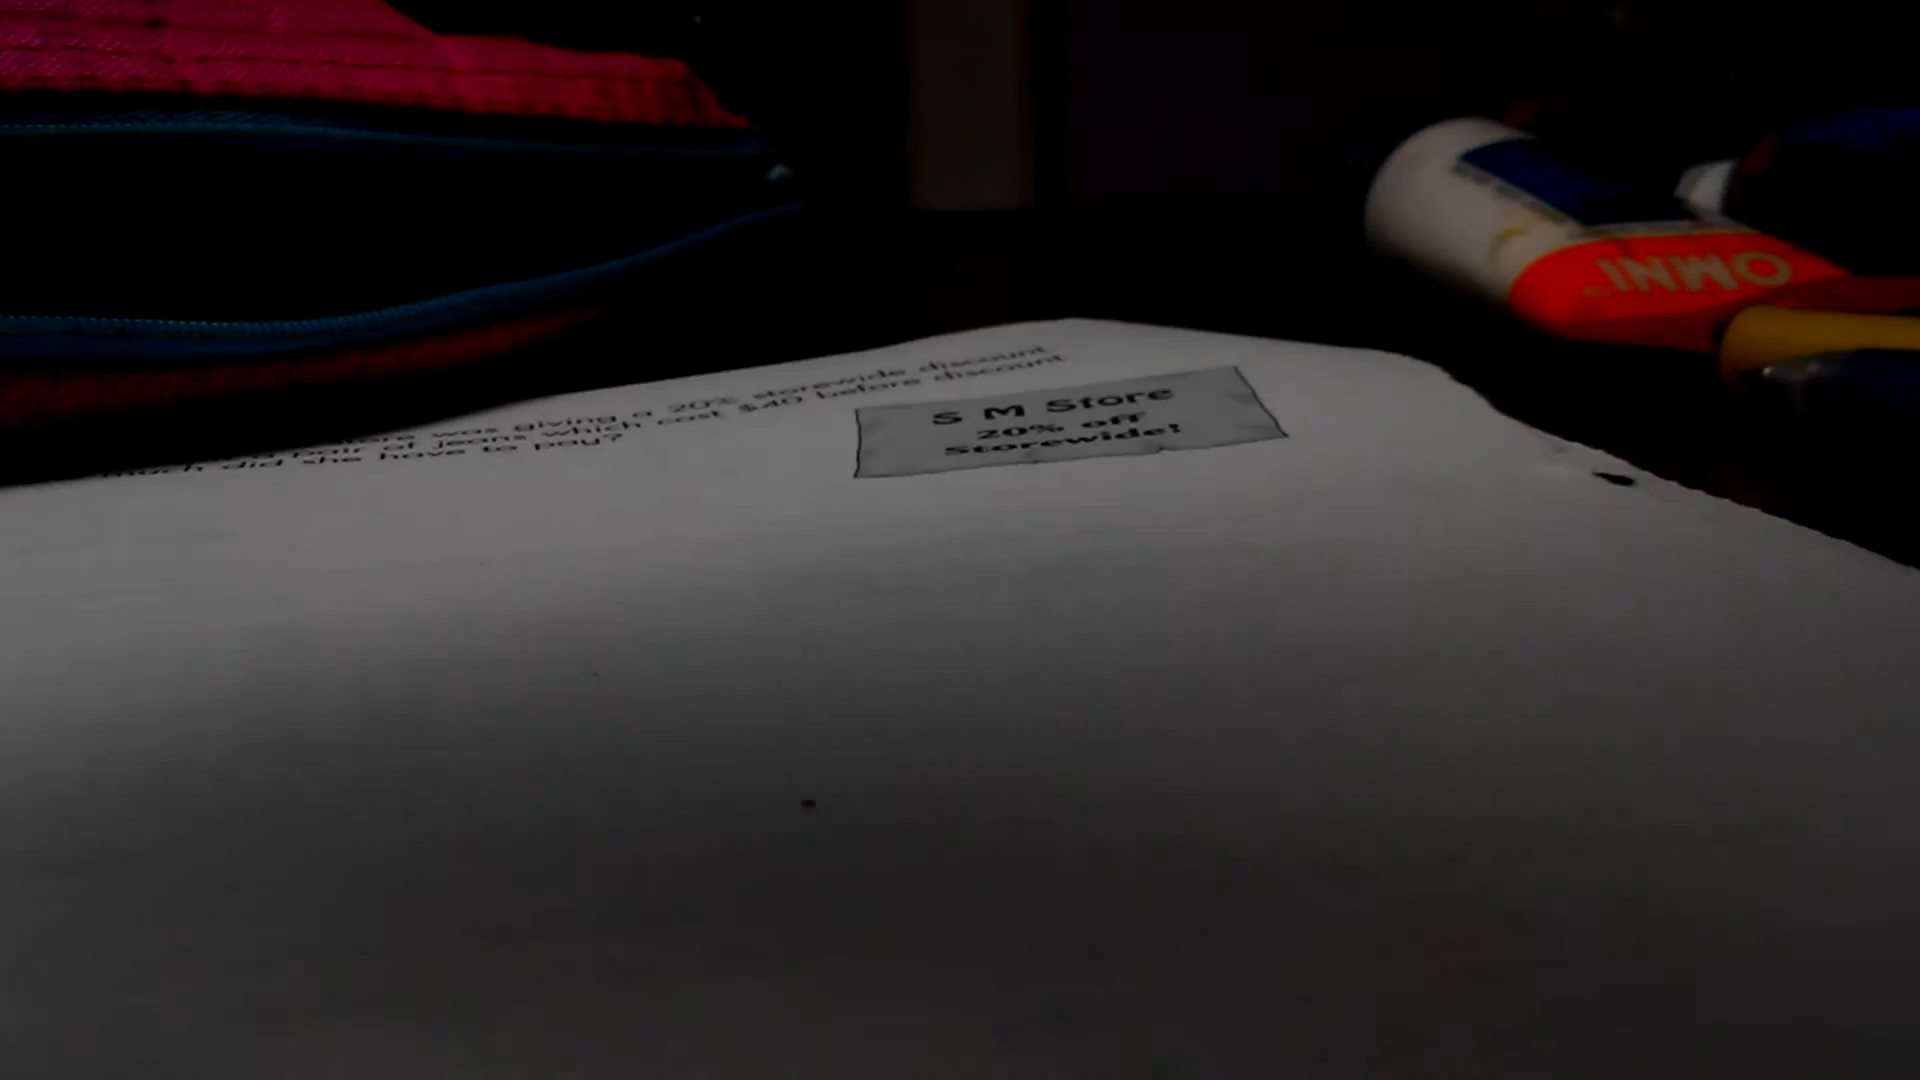 was giving a 20% storewide discount
pair of jeans which cost $40 before discount
much did she have to pay?
S M Store
20% off
Storewide!
OMNI